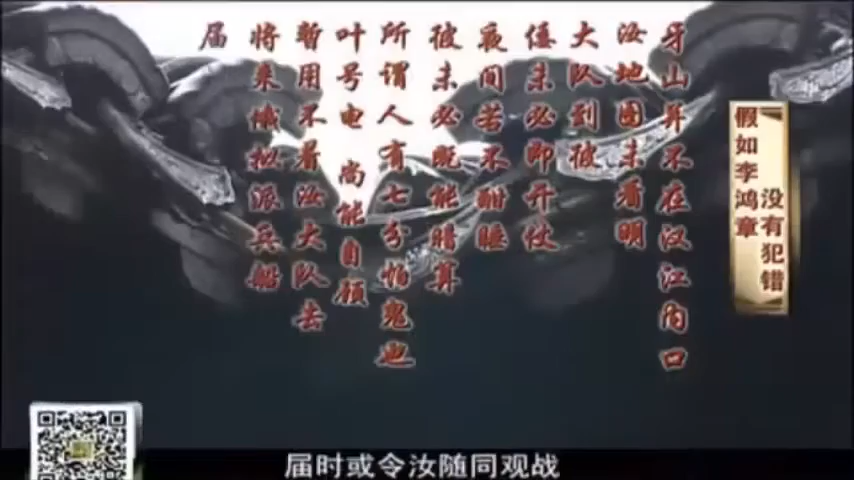 牙山并不在汉江内口
汝地图未看明
大队到彼
倭未必即开仗
夜间若不酣睡
彼未必既能暗算
所谓人有七分怕鬼也
叶号电 尚能自顾
暂用不着汝大队去
将来俄拟派兵船
届
假如李鸿章
没有犯错
届时或令汝随同观战